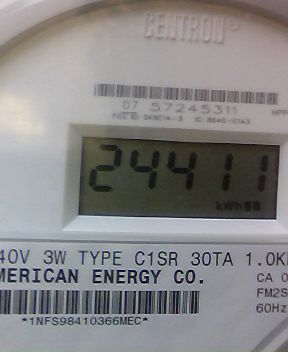 CENTRON®
07 57245311
24411
kWh
40V 3W TYPE C1SR 30TA 1.0K
MERICAN ENERGY CO.
CA 0
FM2S
60Hz
*1NFS98410366MEC*